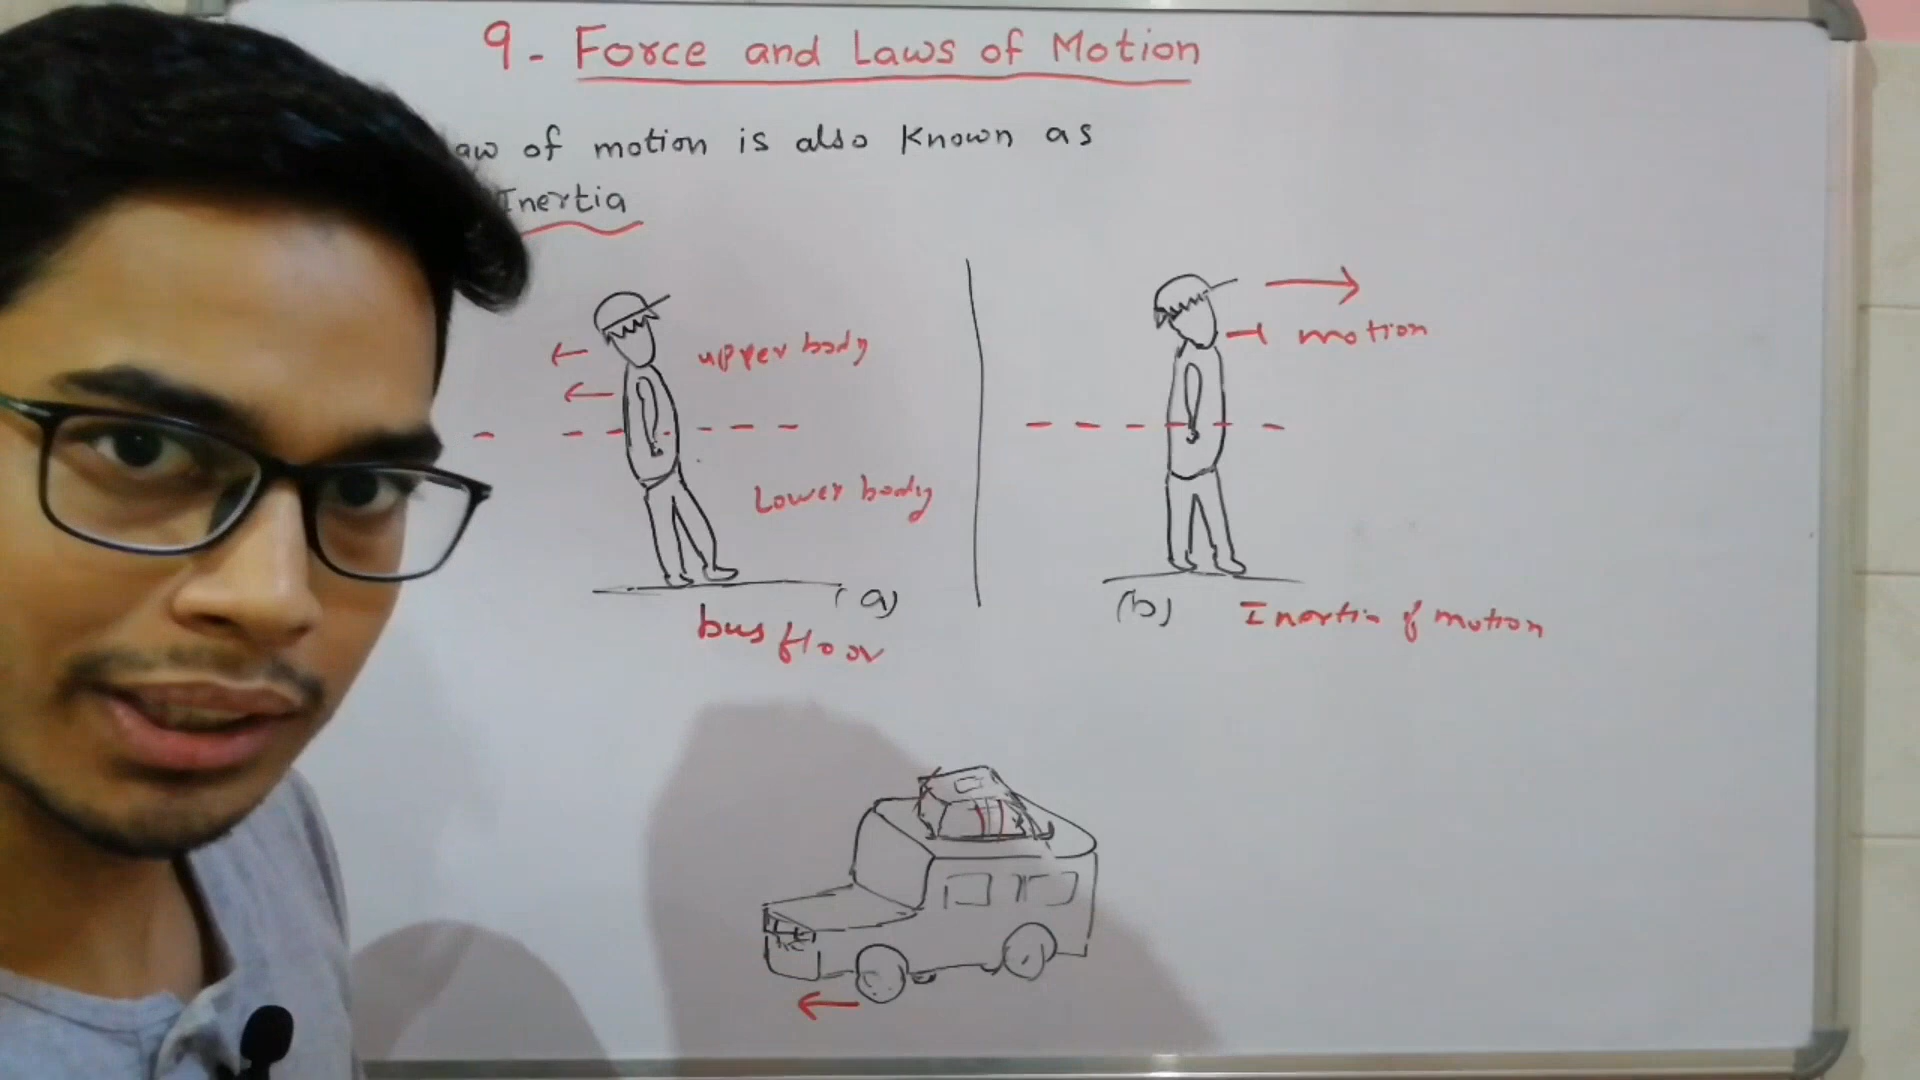 9- Force and Laws of Motion
aw of motion is also known as
Inertia
upper body
Lower body
(a)
bus floor
motion
(b)
Inertia of motion